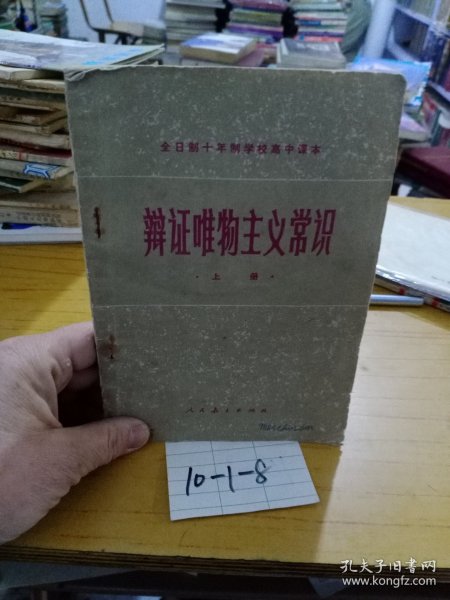 全日制十年制学校高中课本
辩证唯物主义常识
·上 册·
人民教育出版社
10-1-8
孔夫子旧书网
www.kongfz.com